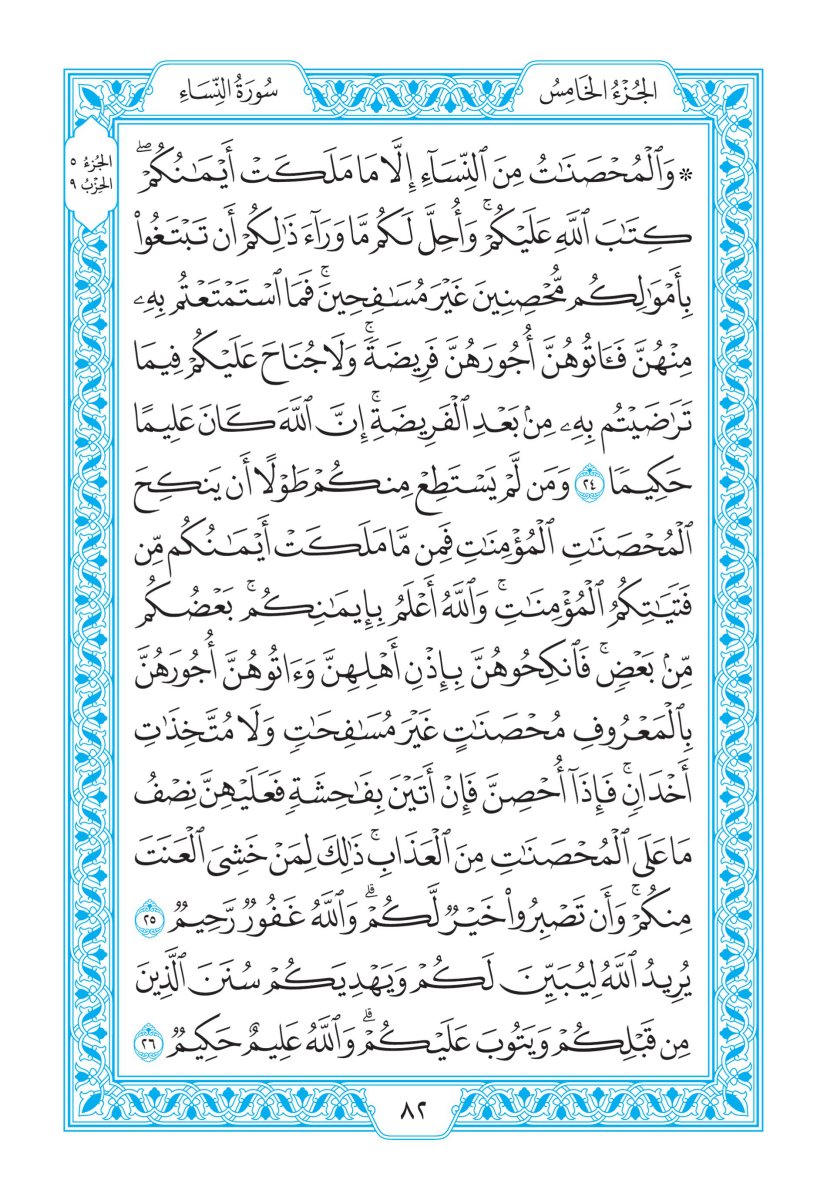 الجُزْءُ الخَامِسُ
سُورَةُ النِّسَاءِ
الجُزءُ ٥
الحِزْبُ ٩
۞ وَٱلْمُحْصَنَٰتُ مِنَ ٱلنِّسَآءِ إِلَّا مَا مَلَكَتْ أَيْمَٰنُكُمْۖ
كِتَٰبَ ٱللَّهِ عَلَيْكُمْۚ وَأُحِلَّ لَكُم مَّا وَرَآءَ ذَٰلِكُمْ أَن تَبْتَغُوا۟
بِأَمْوَٰلِكُم مُّحْصِنِينَ غَيْرَ مُسَٰفِحِينَۚ فَمَا ٱسْتَمْتَعْتُم بِهِۦ
مِنْهُنَّ فَـَٔاتُوهُنَّ أُجُورَهُنَّ فَرِيضَةًۚ وَلَا جُنَاحَ عَلَيْكُمْ فِيمَا
تَرَٰضَيْتُم بِهِۦ مِنۢ بَعْدِ ٱلْفَرِيضَةِۚ إِنَّ ٱللَّهَ كَانَ عَلِيمًا
حَكِيمًا ٢٤ وَمَن لَّمْ يَسْتَطِعْ مِنكُمْ طَوْلًا أَن يَنكِحَ
ٱلْمُحْصَنَٰتِ ٱلْمُؤْمِنَٰتِ فَمِن مَّا مَلَكَتْ أَيْمَٰنُكُم مِّن
فَتَيَٰتِكُمُ ٱلْمُؤْمِنَٰتِۚ وَٱللَّهُ أَعْلَمُ بِإِيمَٰنِكُمۚ بَعْضُكُم
مِّنۢ بَعْضٍۚ فَٱنكِحُوهُنَّ بِإِذْنِ أَهْلِهِنَّ وَءَاتُوهُنَّ أُجُورَهُنَّ
بِٱلْمَعْرُوفِ مُحْصَنَٰتٍ غَيْرَ مُسَٰفِحَٰتٍ وَلَا مُتَّخِذَٰتِ
أَخْدَانٍۚ فَإِذَآ أُحْصِنَّ فَإِنْ أَتَيْنَ بِفَٰحِشَةٍ فَعَلَيْهِنَّ نِصْفُ
مَا عَلَى ٱلْمُحْصَنَٰتِ مِنَ ٱلْعَذَابِۚ ذَٰلِكَ لِمَنْ خَشِىَ ٱلْعَنَتَ
مِنكُمْۚ وَأَن تَصْبِرُوا۟ خَيْرٌ لَّكُمْۗ وَٱللَّهُ غَفُورٌ رَّحِيمٌ ٢٥
يُرِيدُ ٱللَّهُ لِيُبَيِّنَ لَكُمْ وَيَهْدِيَكُمْ سُنَنَ ٱلَّذِينَ
مِن قَبْلِكُمْ وَيَتُوبَ عَلَيْكُمْۗ وَٱللَّهُ عَلِيمٌ حَكِيمٌ ٢٦
٨٢